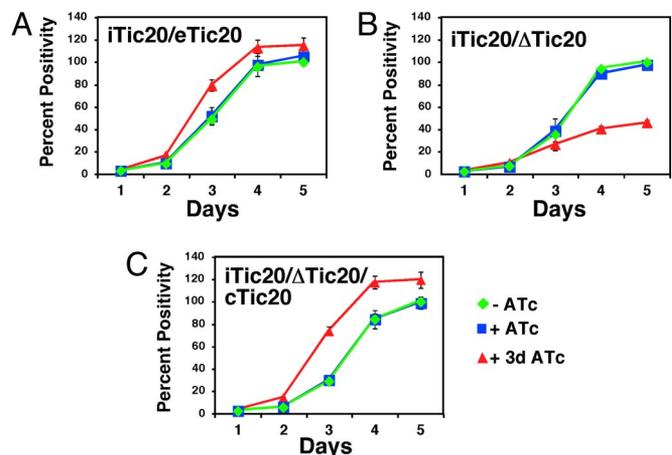 A
iTic20/eTic20
Percent Positivity
140
120
100
80
60
40
20
0
1 2 3 4 5
Days
B
iTic20/ΔTic20
Percent Positivity
140
120
100
80
60
40
20
0
1 2 3 4 5
Days
C
iTic20/ΔTic20/
cTic20
Percent Positivity
140
120
100
80
60
40
20
0
1 2 3 4 5
Days
- ATc
+ ATc
+ 3d ATc